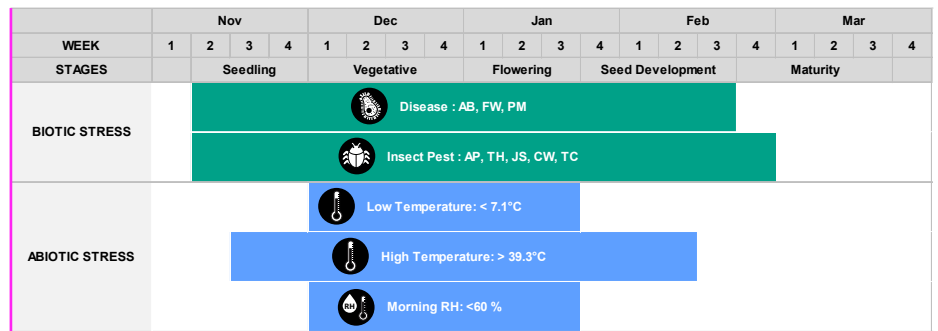 Nov Dec Jan Feb Mar
WEEK 1 2 3 4 1 2 3 4 1 2 3 4 1 2 3 4 1 2 3 4
STAGES Seedling Vegetative Flowering Seed Development Maturity
BIOTIC STRESS
Disease : AB, FW, PM
Insect Pest : AP, TH, JS, CW, TC
ABIOTIC STRESS
Low Temperature: < 7.1°C
High Temperature: > 39.3°C
RH Morning RH: <60 %